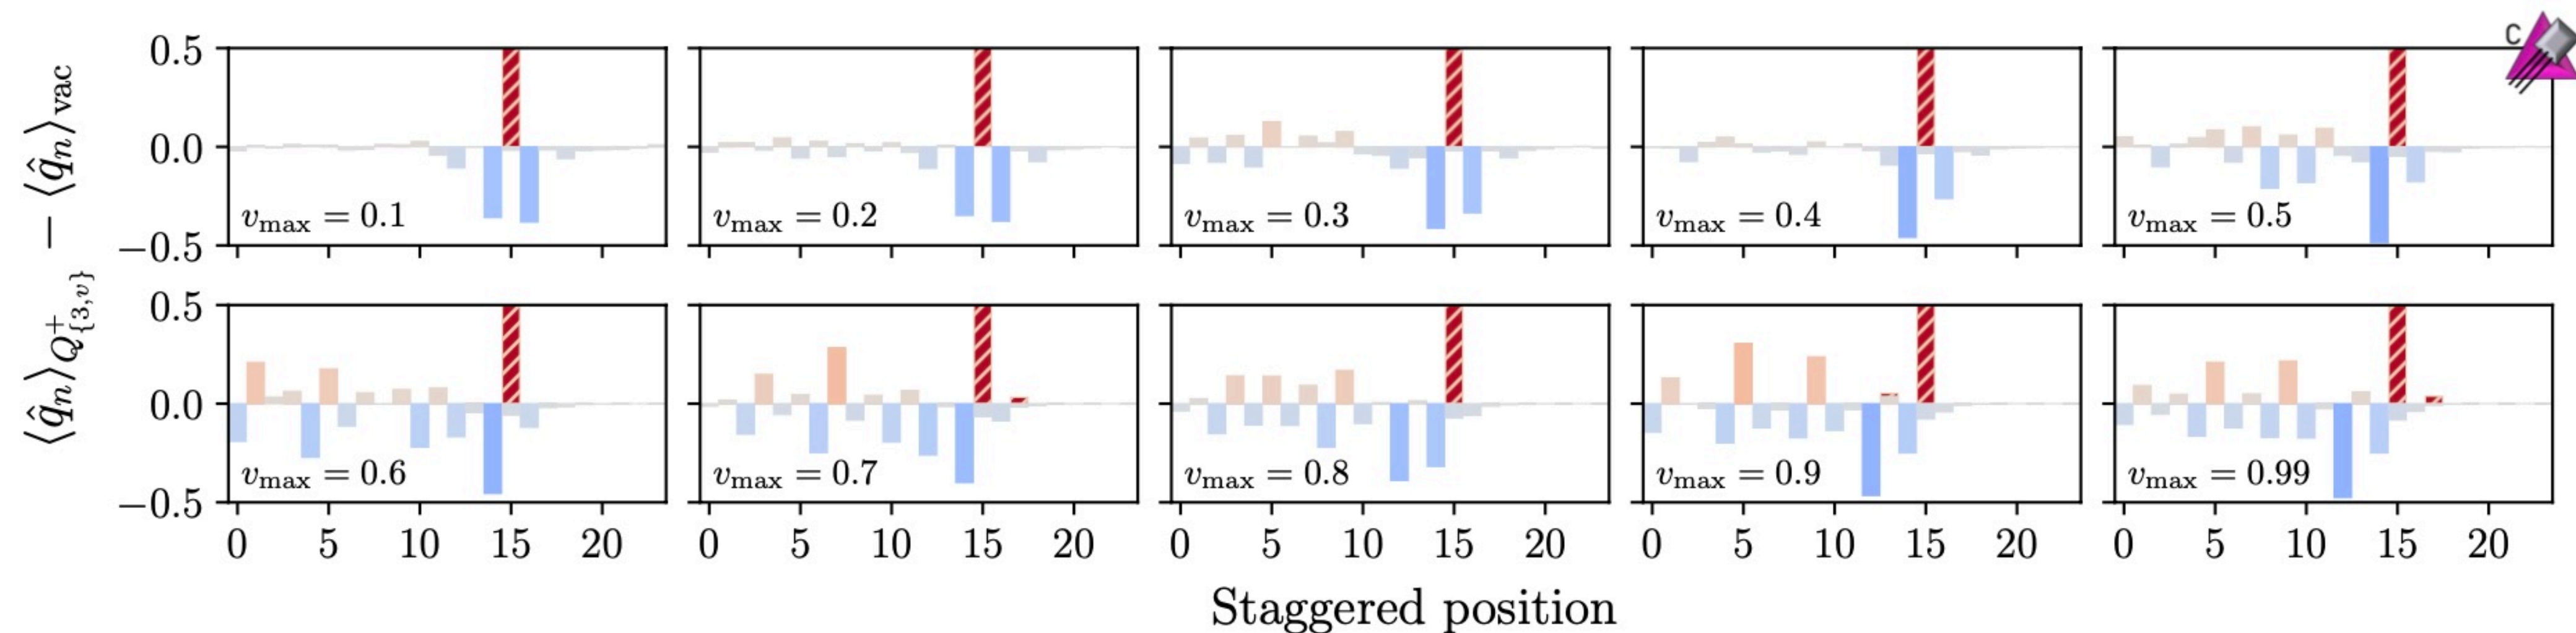 ⟨q̂ₙ⟩_{Q⁺_{{3,v}}} − ⟨q̂ₙ⟩_vac
0.5
0.0
−0.5
v_max = 0.1
v_max = 0.2
v_max = 0.3
v_max = 0.4
v_max = 0.5
C
0.5
0.0
−0.5
v_max = 0.6
v_max = 0.7
v_max = 0.8
v_max = 0.9
v_max = 0.99
0 5 10 15 20
0 5 10 15 20
0 5 10 15 20
0 5 10 15 20
0 5 10 15 20
Staggered position